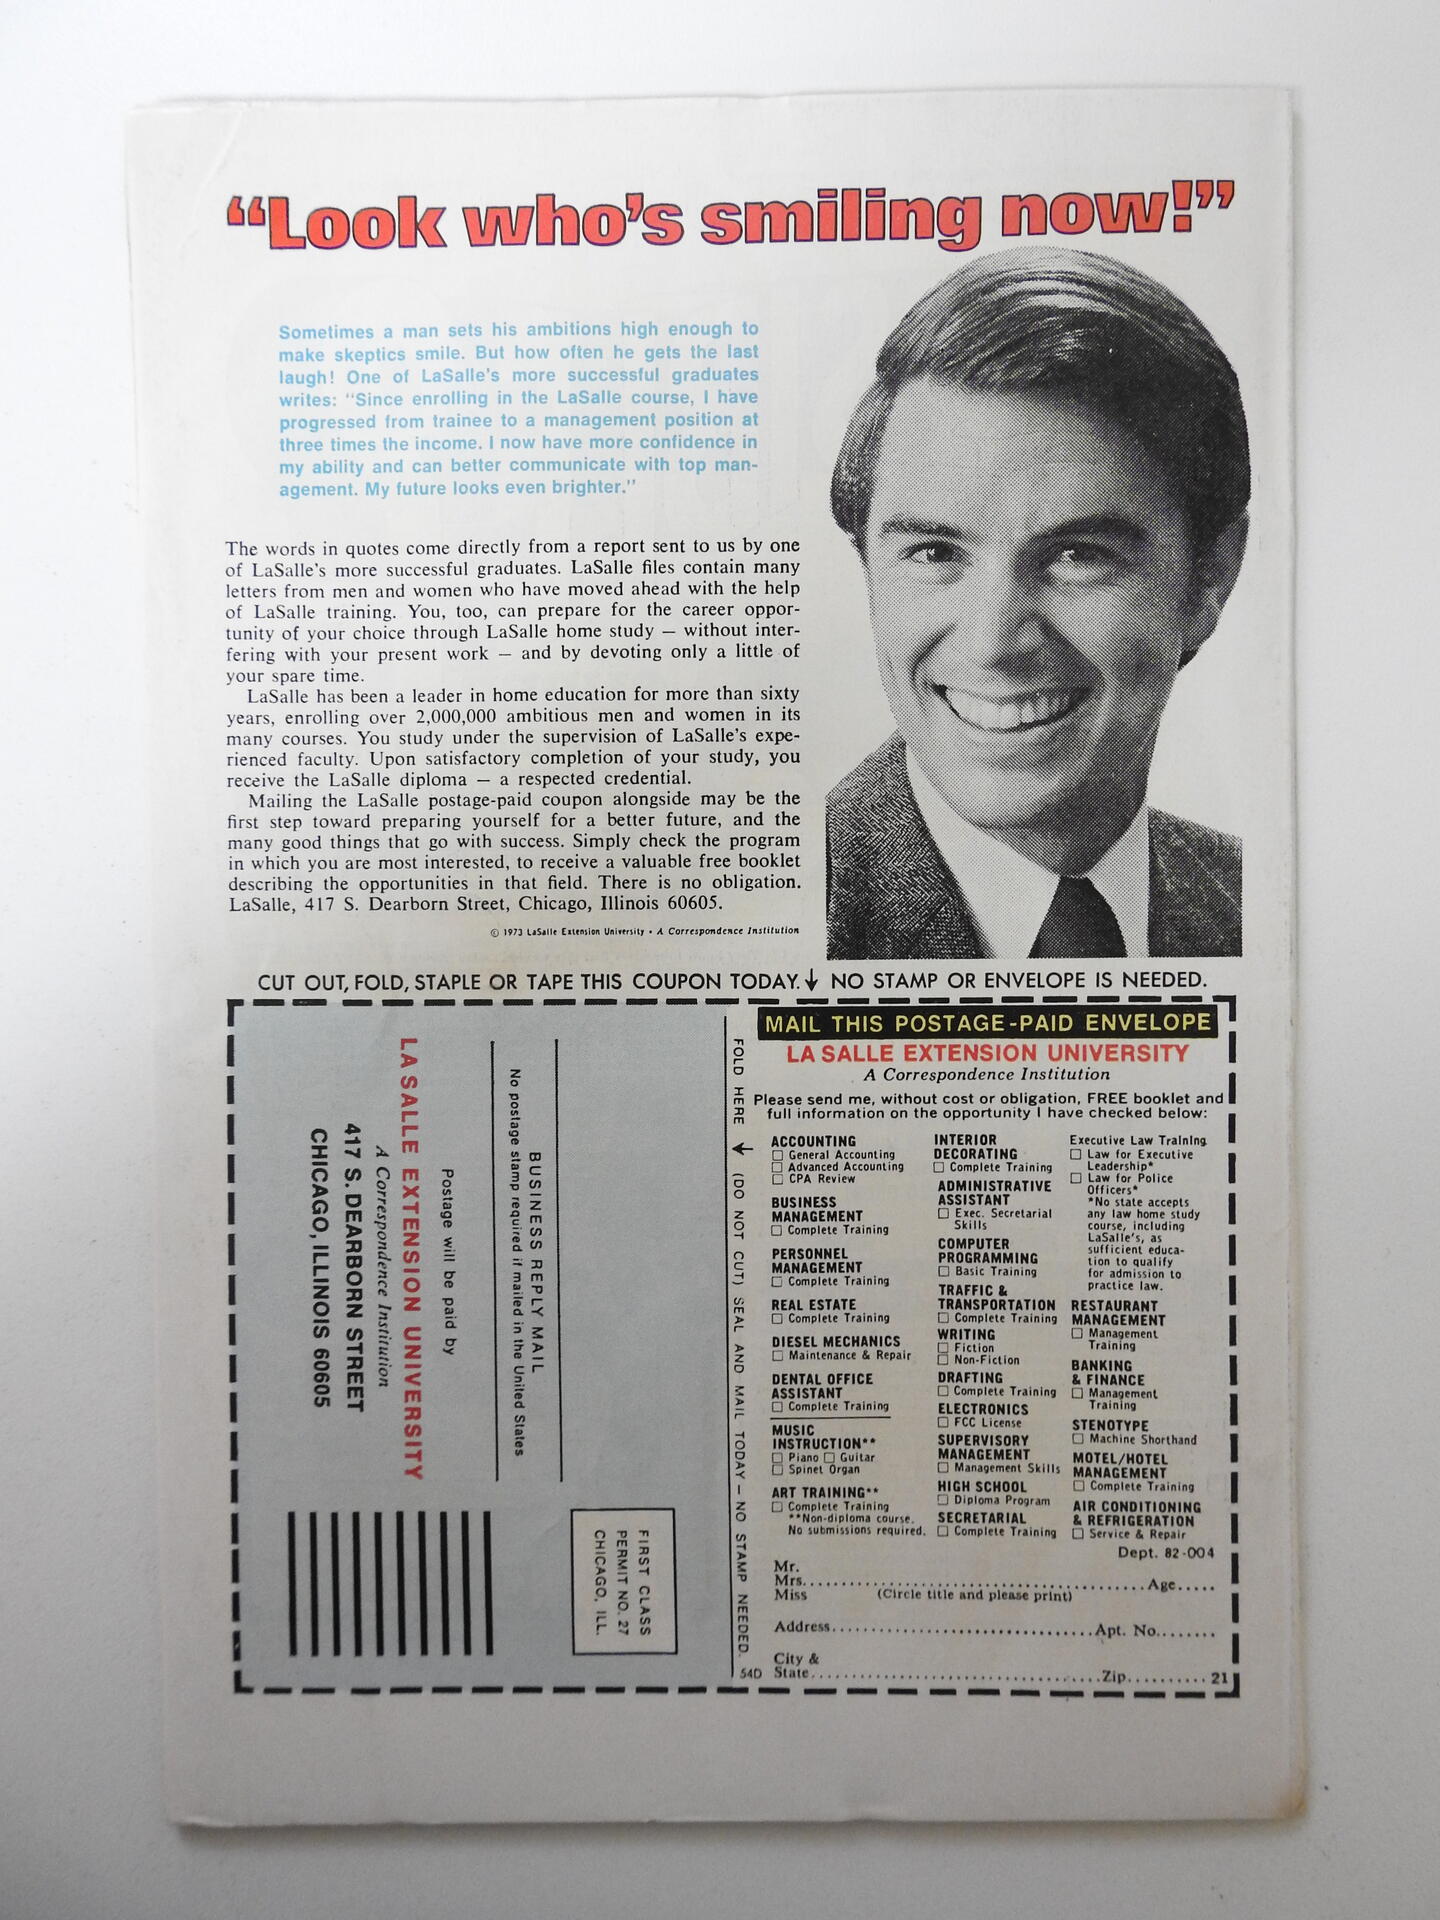 “Look who’s smiling now!”
Sometimes a man sets his ambitions high enough to
make skeptics smile. But how often he gets the last
laugh! One of LaSalle's more successful graduates
writes: "Since enrolling in the LaSalle course, I have
progressed from trainee to a management position at
three times the income. I now have more confidence in
my ability and can better communicate with top man-
agement. My future looks even brighter."
The words in quotes come directly from a report sent to us by one
of LaSalle's more successful graduates. LaSalle files contain many
letters from men and women who have moved ahead with the help
of LaSalle training. You, too, can prepare for the career oppor-
tunity of your choice through LaSalle home study — without inter-
fering with your present work — and by devoting only a little of
your spare time.
LaSalle has been a leader in home education for more than sixty
years, enrolling over 2,000,000 ambitious men and women in its
many courses. You study under the supervision of LaSalle's expe-
rienced faculty. Upon satisfactory completion of your study, you
receive the LaSalle diploma — a respected credential.
Mailing the LaSalle postage-paid coupon alongside may be the
first step toward preparing yourself for a better future, and the
many good things that go with success. Simply check the program
in which you are most interested, to receive a valuable free booklet
describing the opportunities in that field. There is no obligation.
LaSalle, 417 S. Dearborn Street, Chicago, Illinois 60605.
© 1973 LaSalle Extension University • A Correspondence Institution
CUT OUT, FOLD, STAPLE OR TAPE THIS COUPON TODAY. ↓ NO STAMP OR ENVELOPE IS NEEDED.
FIRST CLASS
PERMIT NO. 27
CHICAGO, ILL.
BUSINESS REPLY MAIL
No postage stamp required if mailed in the United States
Postage will be paid by
LA SALLE EXTENSION UNIVERSITY
A Correspondence Institution
417 S. DEARBORN STREET
CHICAGO, ILLINOIS 60605
FOLD HERE ← (DO NOT CUT) SEAL AND MAIL TODAY — NO STAMP NEEDED.
MAIL THIS POSTAGE-PAID ENVELOPE
LA SALLE EXTENSION UNIVERSITY
A Correspondence Institution
Please send me, without cost or obligation, FREE booklet and
full information on the opportunity I have checked below:
ACCOUNTING
☐ General Accounting
☐ Advanced Accounting
☐ CPA Review
BUSINESS
MANAGEMENT
☐ Complete Training
PERSONNEL
MANAGEMENT
☐ Complete Training
REAL ESTATE
☐ Complete Training
DIESEL MECHANICS
☐ Maintenance & Repair
DENTAL OFFICE
ASSISTANT
☐ Complete Training
MUSIC
INSTRUCTION**
☐ Piano ☐ Guitar
☐ Spinet Organ
ART TRAINING**
☐ Complete Training
**Non-diploma course.
No submissions required.
INTERIOR
DECORATING
☐ Complete Training
ADMINISTRATIVE
ASSISTANT
☐ Exec. Secretarial
Skills
COMPUTER
PROGRAMMING
☐ Basic Training
TRAFFIC &
TRANSPORTATION
☐ Complete Training
WRITING
☐ Fiction
☐ Non-Fiction
DRAFTING
☐ Complete Training
ELECTRONICS
☐ FCC License
SUPERVISORY
MANAGEMENT
☐ Management Skills
HIGH SCHOOL
☐ Diploma Program
SECRETARIAL
☐ Complete Training
Executive Law Training
☐ Law for Executive
Leadership*
☐ Law for Police
Officers*
*No state accepts
any law home study
course, including
LaSalle's, as
sufficient educa-
tion to qualify
for admission to
practice law.
RESTAURANT
MANAGEMENT
☐ Management
Training
BANKING
& FINANCE
☐ Management
Training
STENOTYPE
☐ Machine Shorthand
MOTEL/HOTEL
MANAGEMENT
☐ Complete Training
AIR CONDITIONING
& REFRIGERATION
☐ Service & Repair
Dept. 82-004
Mr.
Mrs. Age
Miss (Circle title and please print)
Address Apt. No.
City &
State Zip 21
54D